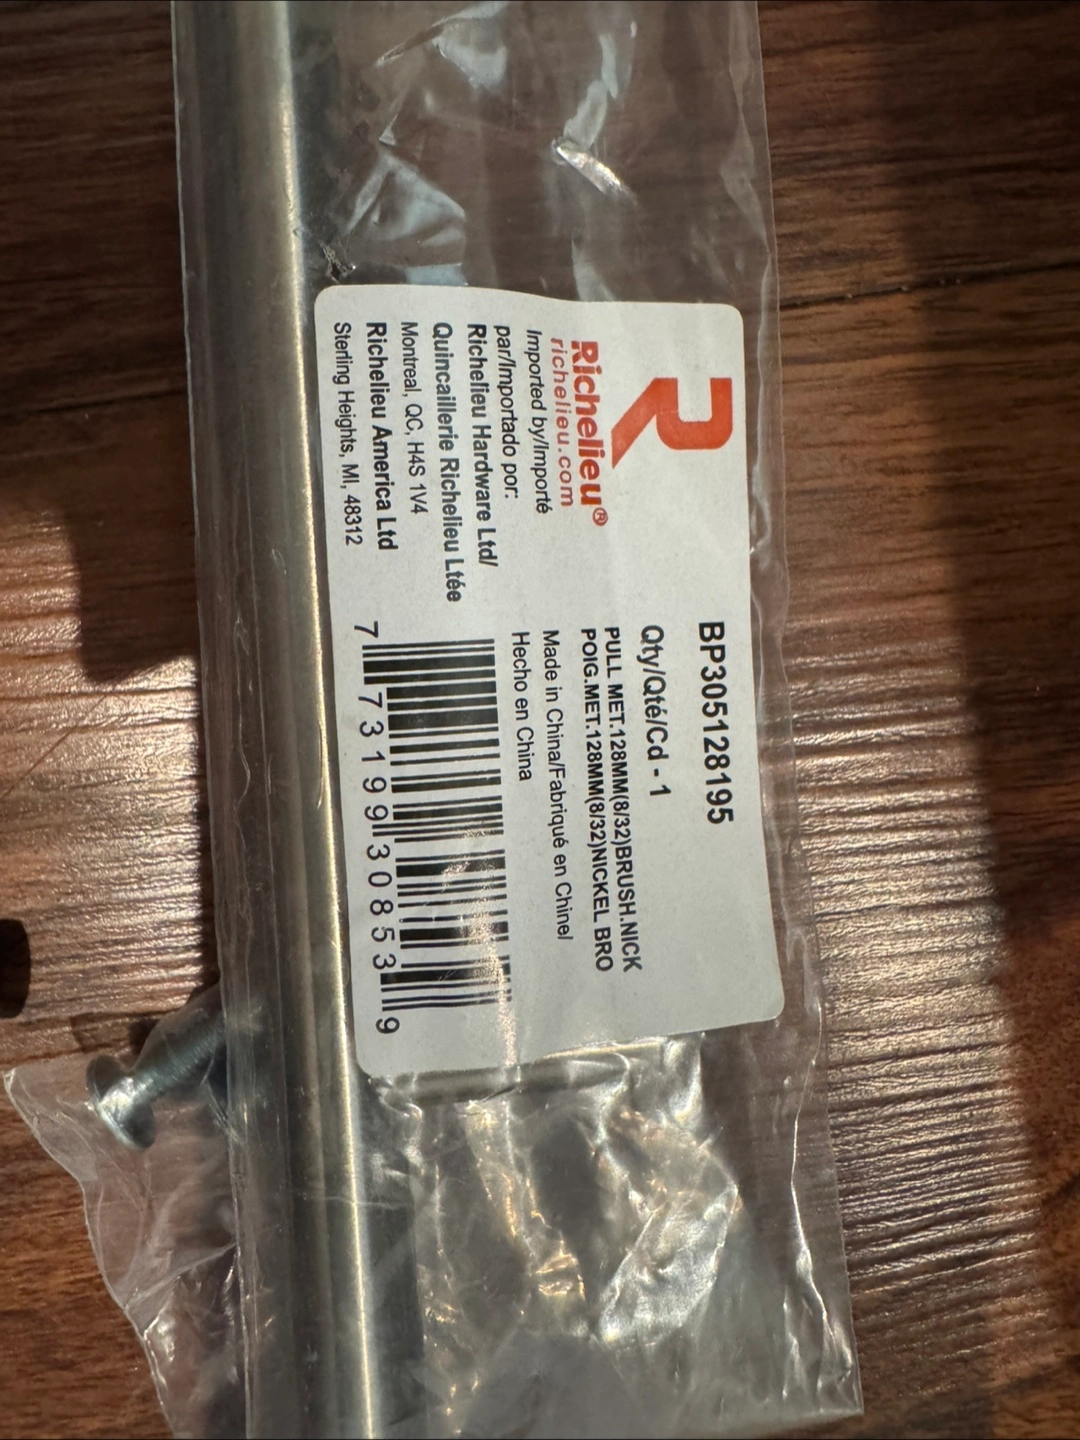 Richelieu®
richelieu.com
Imported by/Importé
par/Importado por:
Richelieu Hardware Ltd/
Quincaillerie Richelieu Ltée
Montreal, QC, H4S 1V4
Richelieu America Ltd
Sterling Heights, MI, 48312
BP305128195
Qty/Qté/Cd - 1
PULL MET.128MM(8/32)BRUSH.NICK
POIG.MET.128MM(8/32)NICKEL BRO
Made in China/Fabriqué en Chine/
Hecho en China
7 73199 30853 9